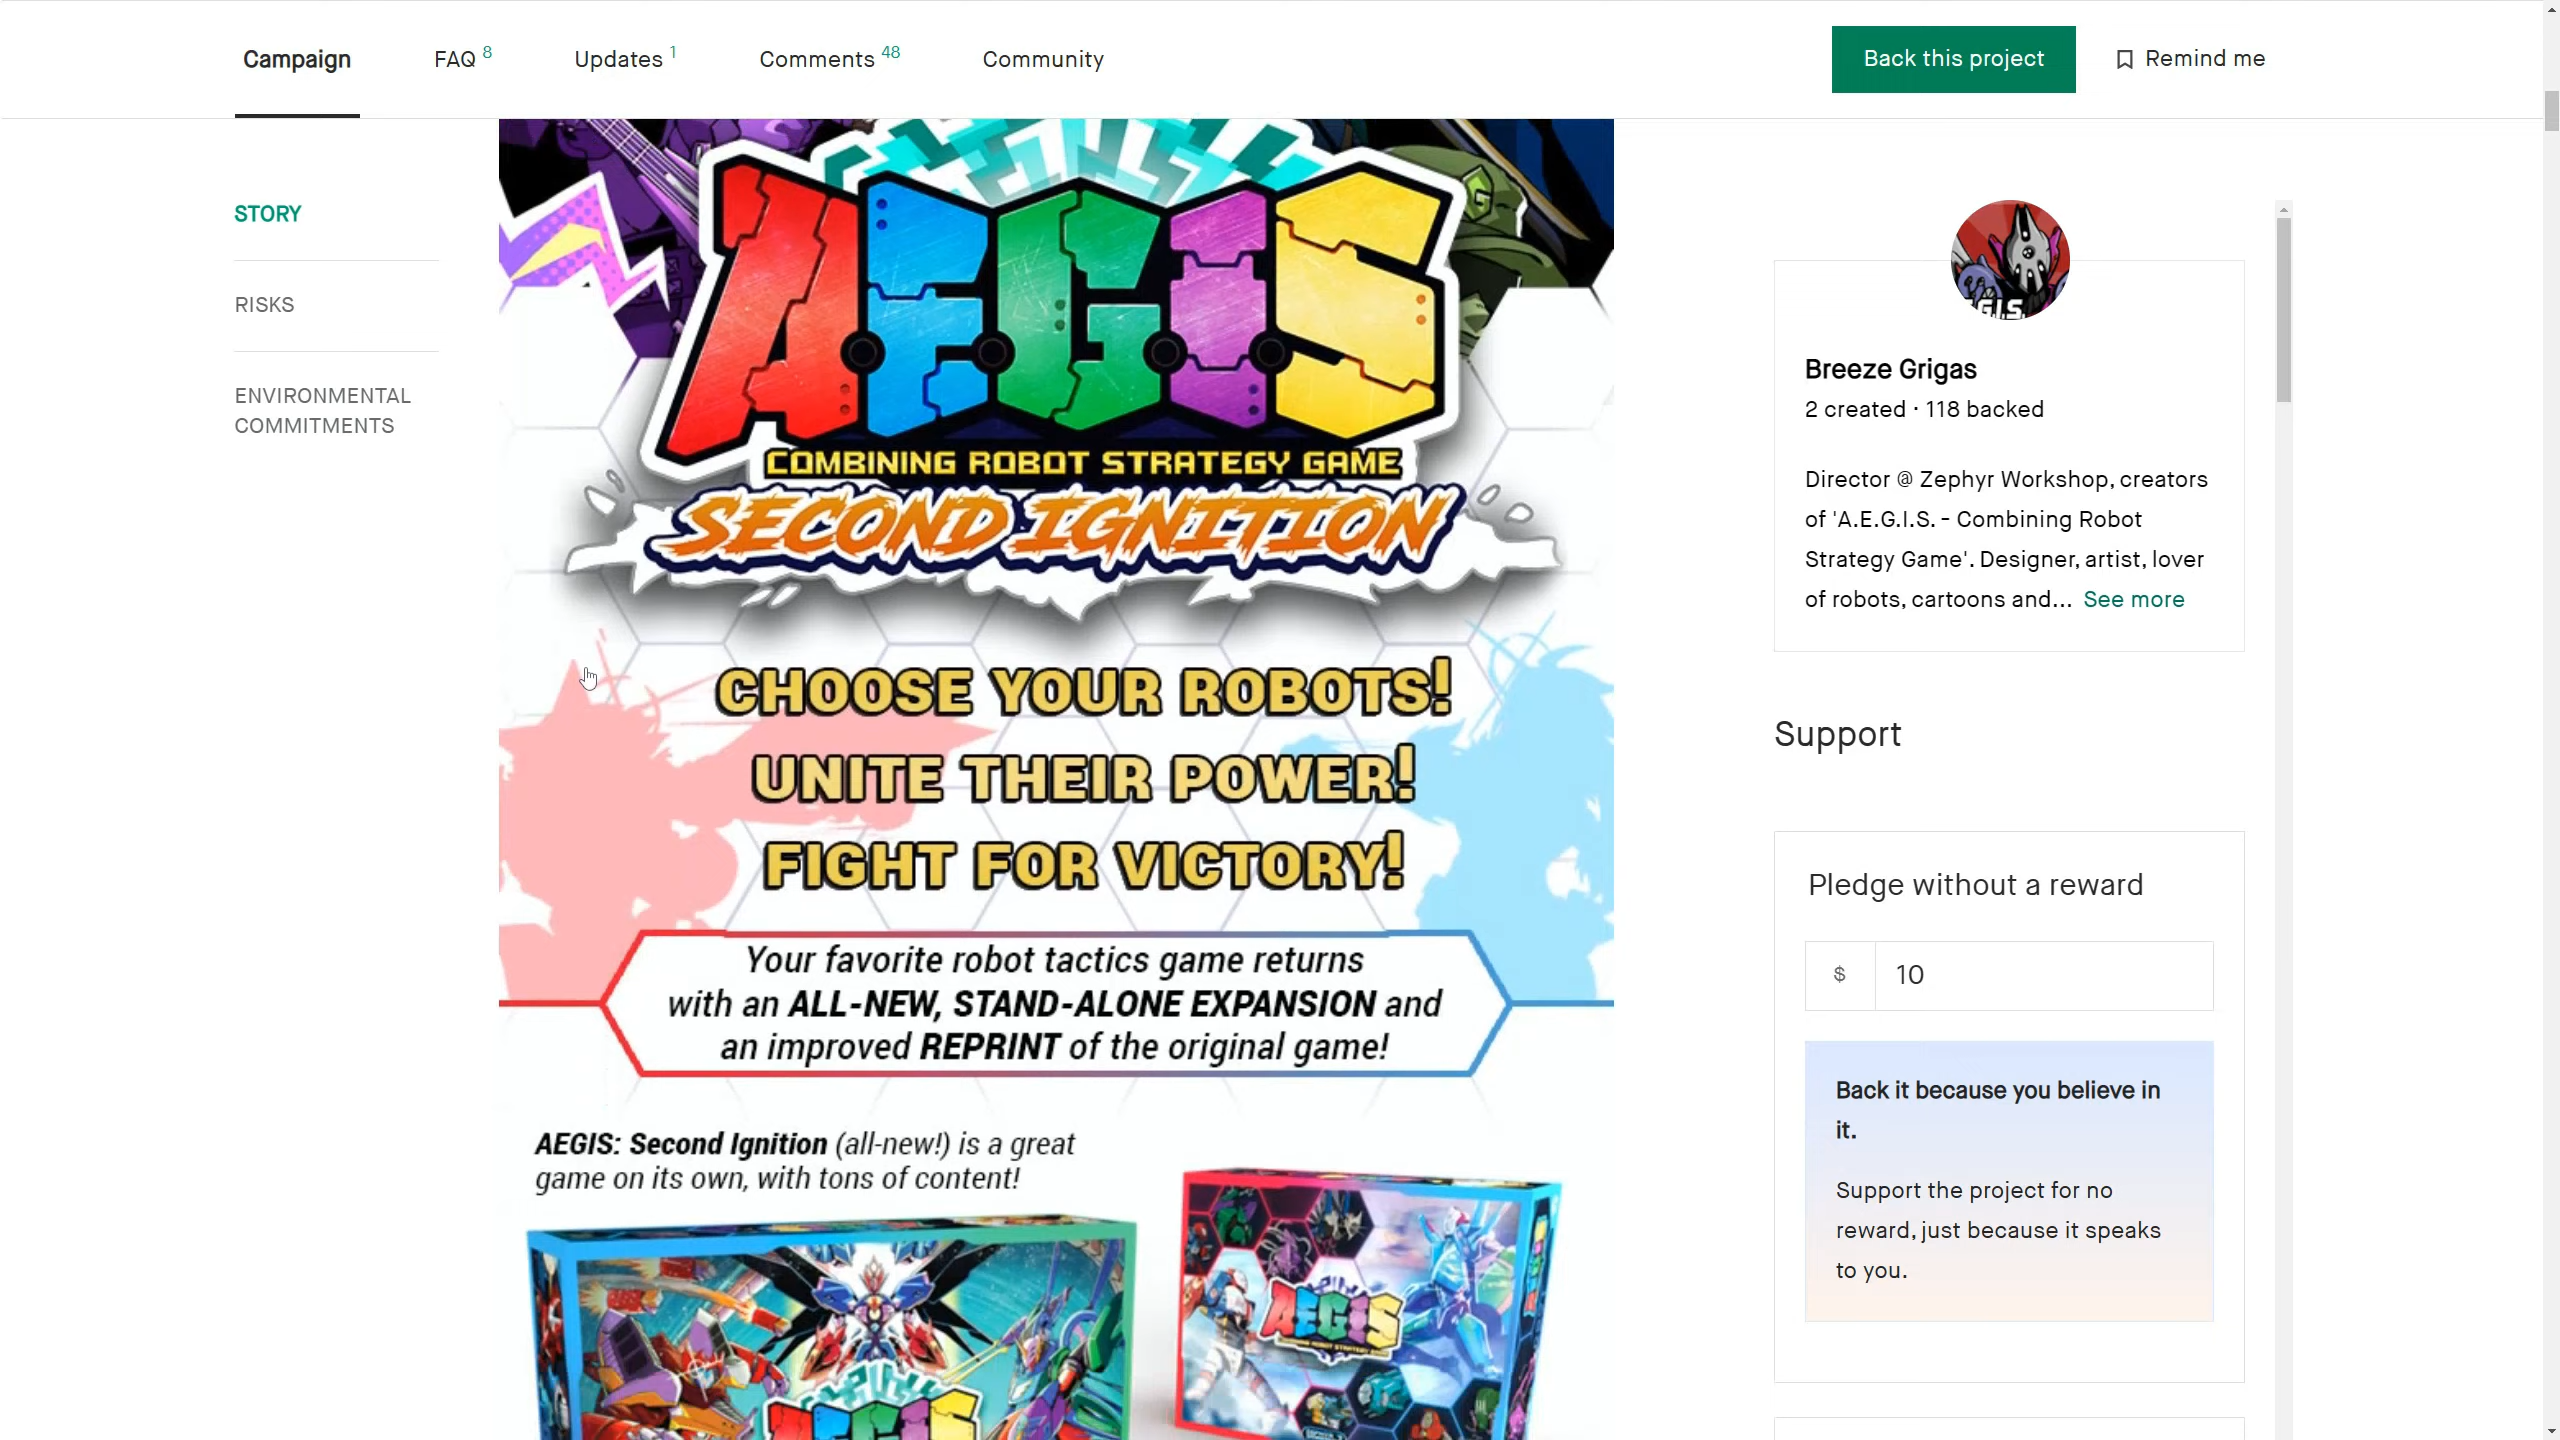 Campaign
FAQ 8
Updates 1
Comments 48
Community
Back this project
Remind me
STORY
RISKS
ENVIRONMENTAL
COMMITMENTS
AEGIS
COMBINING ROBOT STRATEGY GAME
SECOND IGNITION
CHOOSE YOUR ROBOTS!
UNITE THEIR POWER!
FIGHT FOR VICTORY!
Your favorite robot tactics game returns
with an ALL-NEW, STAND-ALONE EXPANSION and
an improved REPRINT of the original game!
AEGIS: Second Ignition (all-new!) is a great
game on its own, with tons of content!
AEGIS
AEGIS
Breeze Grigas
2 created · 118 backed
Director @ Zephyr Workshop, creators
of 'A.E.G.I.S. - Combining Robot
Strategy Game'. Designer, artist, lover
of robots, cartoons and... See more
Support
Pledge without a reward
$ 10
Back it because you believe in
it.
Support the project for no
reward, just because it speaks
to you.